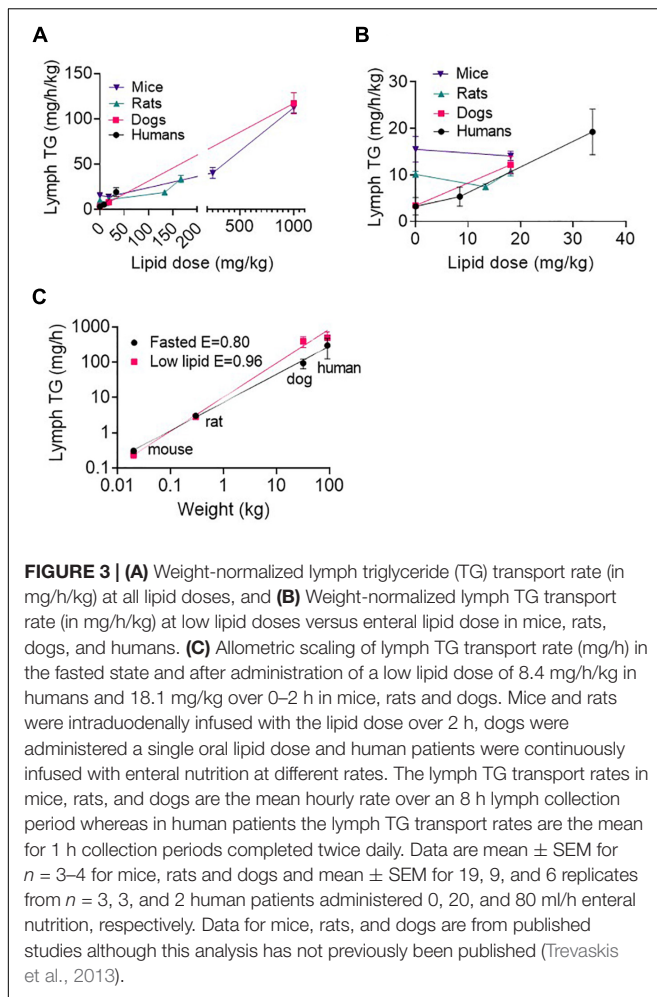 A
Lymph TG (mg/h/kg)
150
100
50
0
Mice
Rats
Dogs
Humans
0
50
100
150
200
1000
Lipid dose (mg/kg)
B
Lymph TG (mg/h/kg)
30
20
10
0
Mice
Rats
Dogs
Humans
0 10 20 30 40
Lipid dose (mg/kg)
C
Lymph TG (mg/h)
1000
100
10
1
0.1
Fasted E=0.80
Low lipid E=0.96
mouse
rat
dog
human
0.01 0.1 1 10 100
Weight (kg)
FIGURE 3 | (A) Weight-normalized lymph triglyceride (TG) transport rate (in
mg/h/kg) at all lipid doses, and (B) Weight-normalized lymph TG transport
rate (in mg/h/kg) at low lipid doses versus enteral lipid dose in mice, rats,
dogs, and humans. (C) Allometric scaling of lymph TG transport rate (mg/h) in
the fasted state and after administration of a low lipid dose of 8.4 mg/h/kg in
humans and 18.1 mg/kg over 0–2 h in mice, rats and dogs. Mice and rats
were intraduodenally infused with the lipid dose over 2 h, dogs were
administered a single oral lipid dose and human patients were continuously
infused with enteral nutrition at different rates. The lymph TG transport rates in
mice, rats, and dogs are the mean hourly rate over an 8 h lymph collection
period whereas in human patients the lymph TG transport rates are the mean
for 1 h collection periods completed twice daily. Data are mean ± SEM for
n = 3–4 for mice, rats and dogs and mean ± SEM for 19, 9, and 6 replicates
from n = 3, 3, and 2 human patients administered 0, 20, and 80 ml/h enteral
nutrition, respectively. Data for mice, rats, and dogs are from published
studies although this analysis has not previously been published (Trevaskis
et al., 2013).